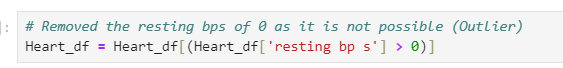 ]:
# Removed the resting bps of 0 as it is not possible (Outlier)
Heart_df = Heart_df[(Heart_df['resting bp s'] > 0)]